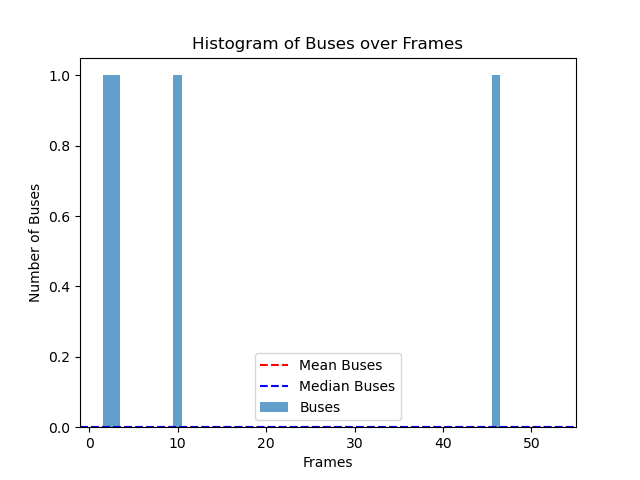 Histogram of Buses over Frames
1.0
0.8
0.6
0.4
0.2
0.0
Number of Buses
Mean Buses
Median Buses
Buses
0 10 20 30 40 50
Frames